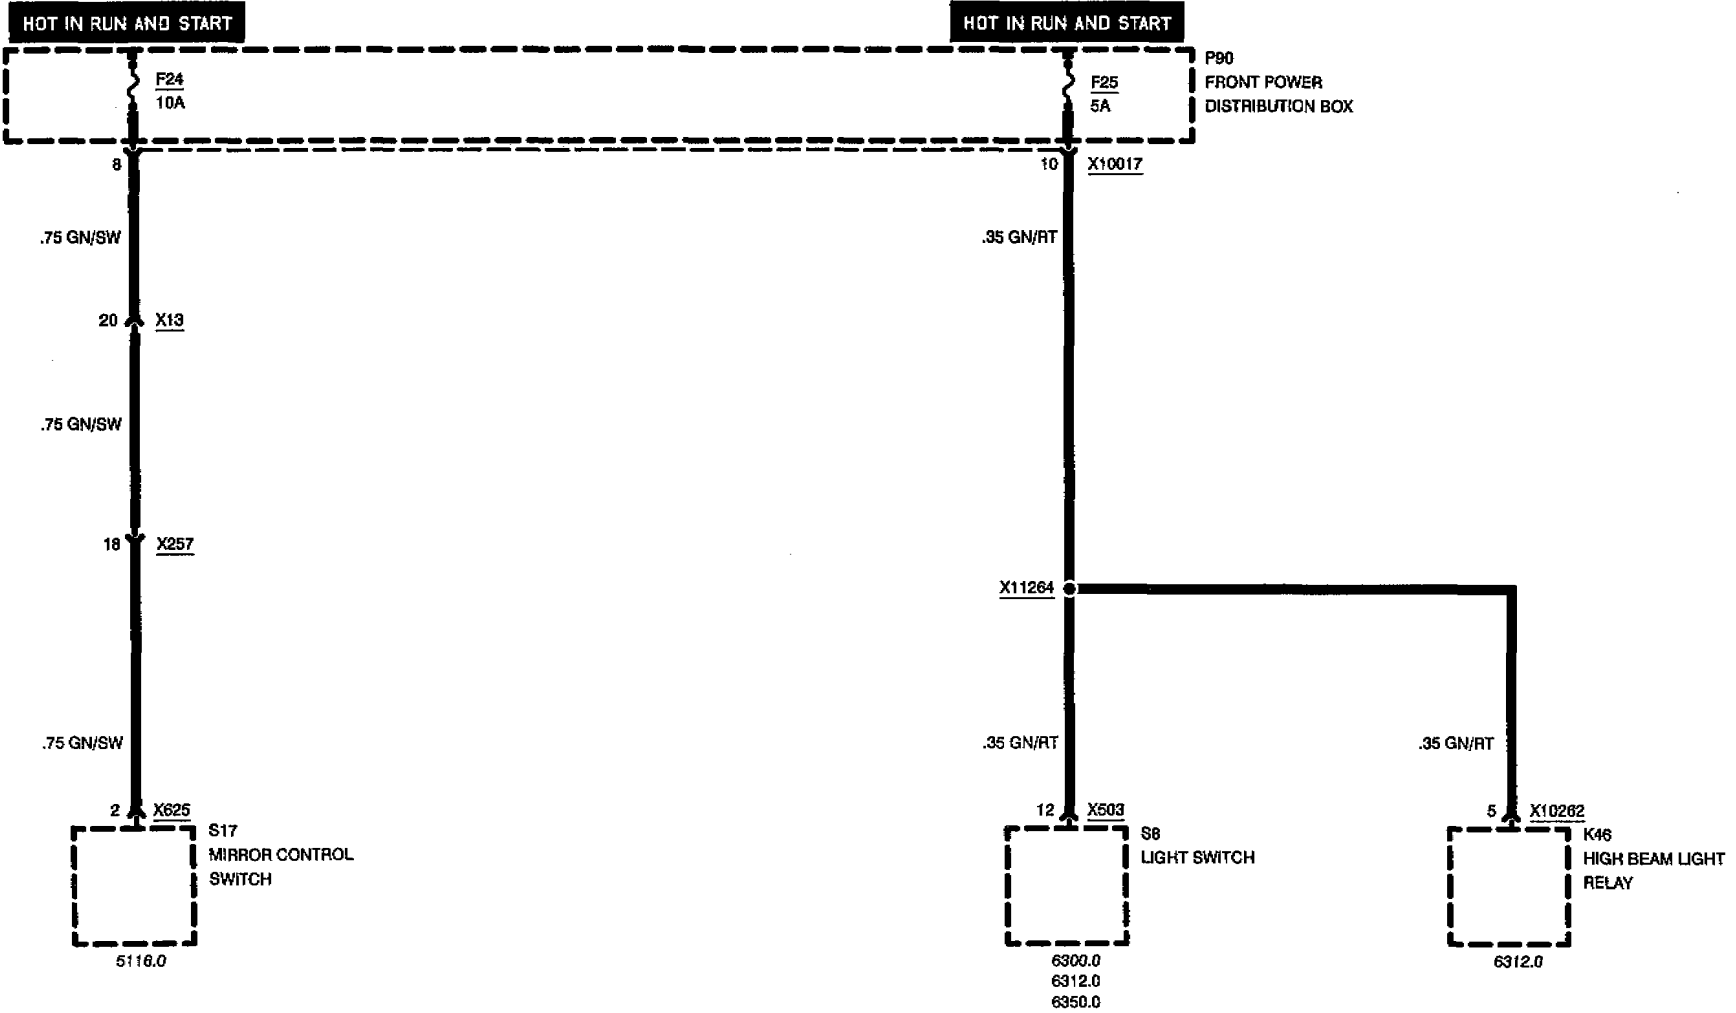 HOT IN RUN AND START
HOT IN RUN AND START
F24
10A
F25
5A
P90
FRONT POWER
DISTRIBUTION BOX
8
10
X10017
.75 GN/SW
.35 GN/RT
20
X13
.75 GN/SW
18
X257
X11264
.75 GN/SW
.35 GN/RT
.35 GN/RT
2
X625
12
X503
5
X10262
S17
MIRROR CONTROL
SWITCH
S8
LIGHT SWITCH
K46
HIGH BEAM LIGHT
RELAY
5116.0
6300.0
6312.0
6350.0
6312.0